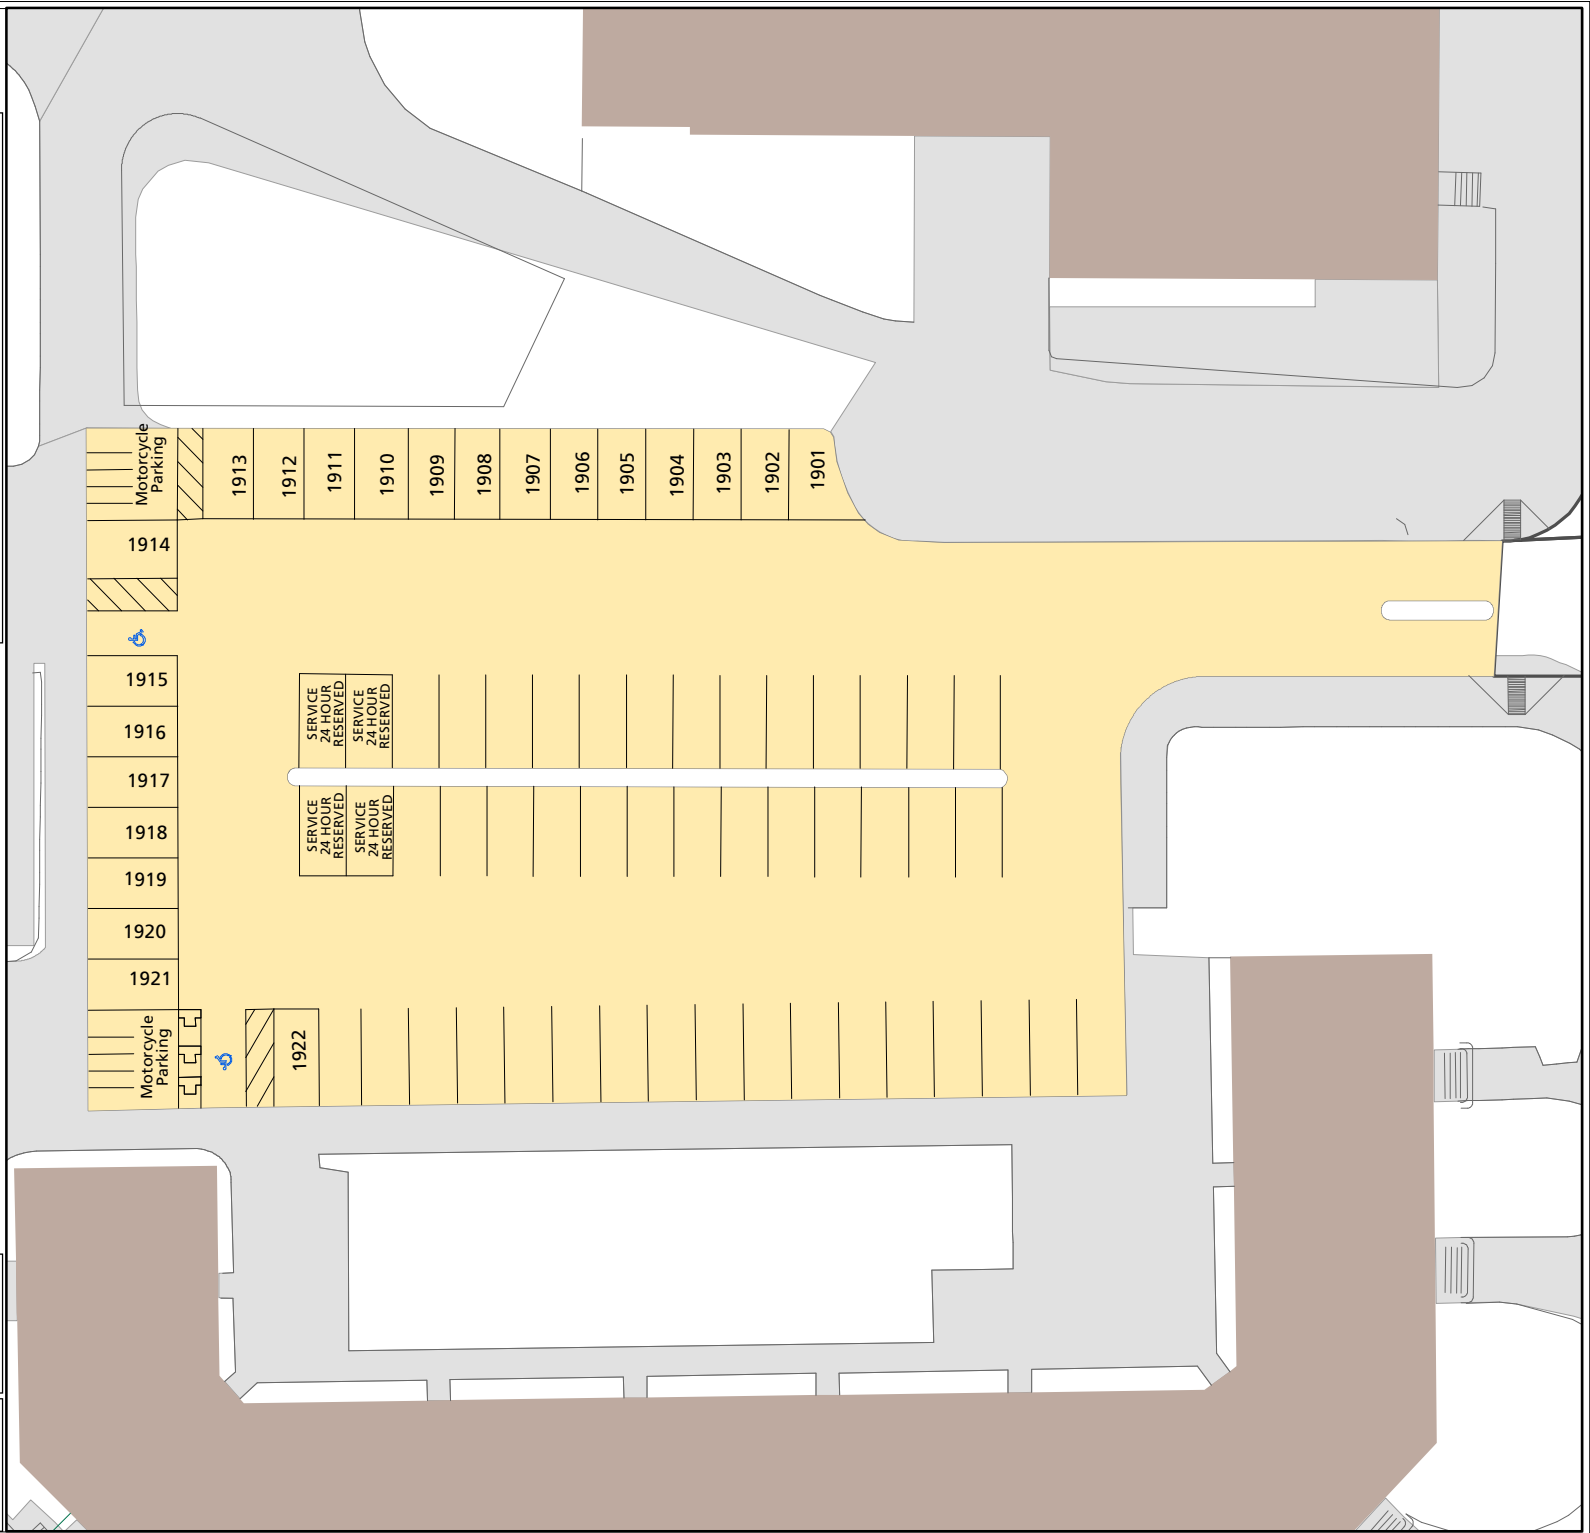 Motorcycle
Parking
1913
1912
1911
1910
1909
1908
1907
1906
1905
1904
1903
1902
1901
1914
1915
1916
1917
1918
1919
1920
1921
SERVICE
24 HOUR
RESERVED
SERVICE
24 HOUR
RESERVED
SERVICE
24 HOUR
RESERVED
SERVICE
24 HOUR
RESERVED
Motorcycle
Parking
1922